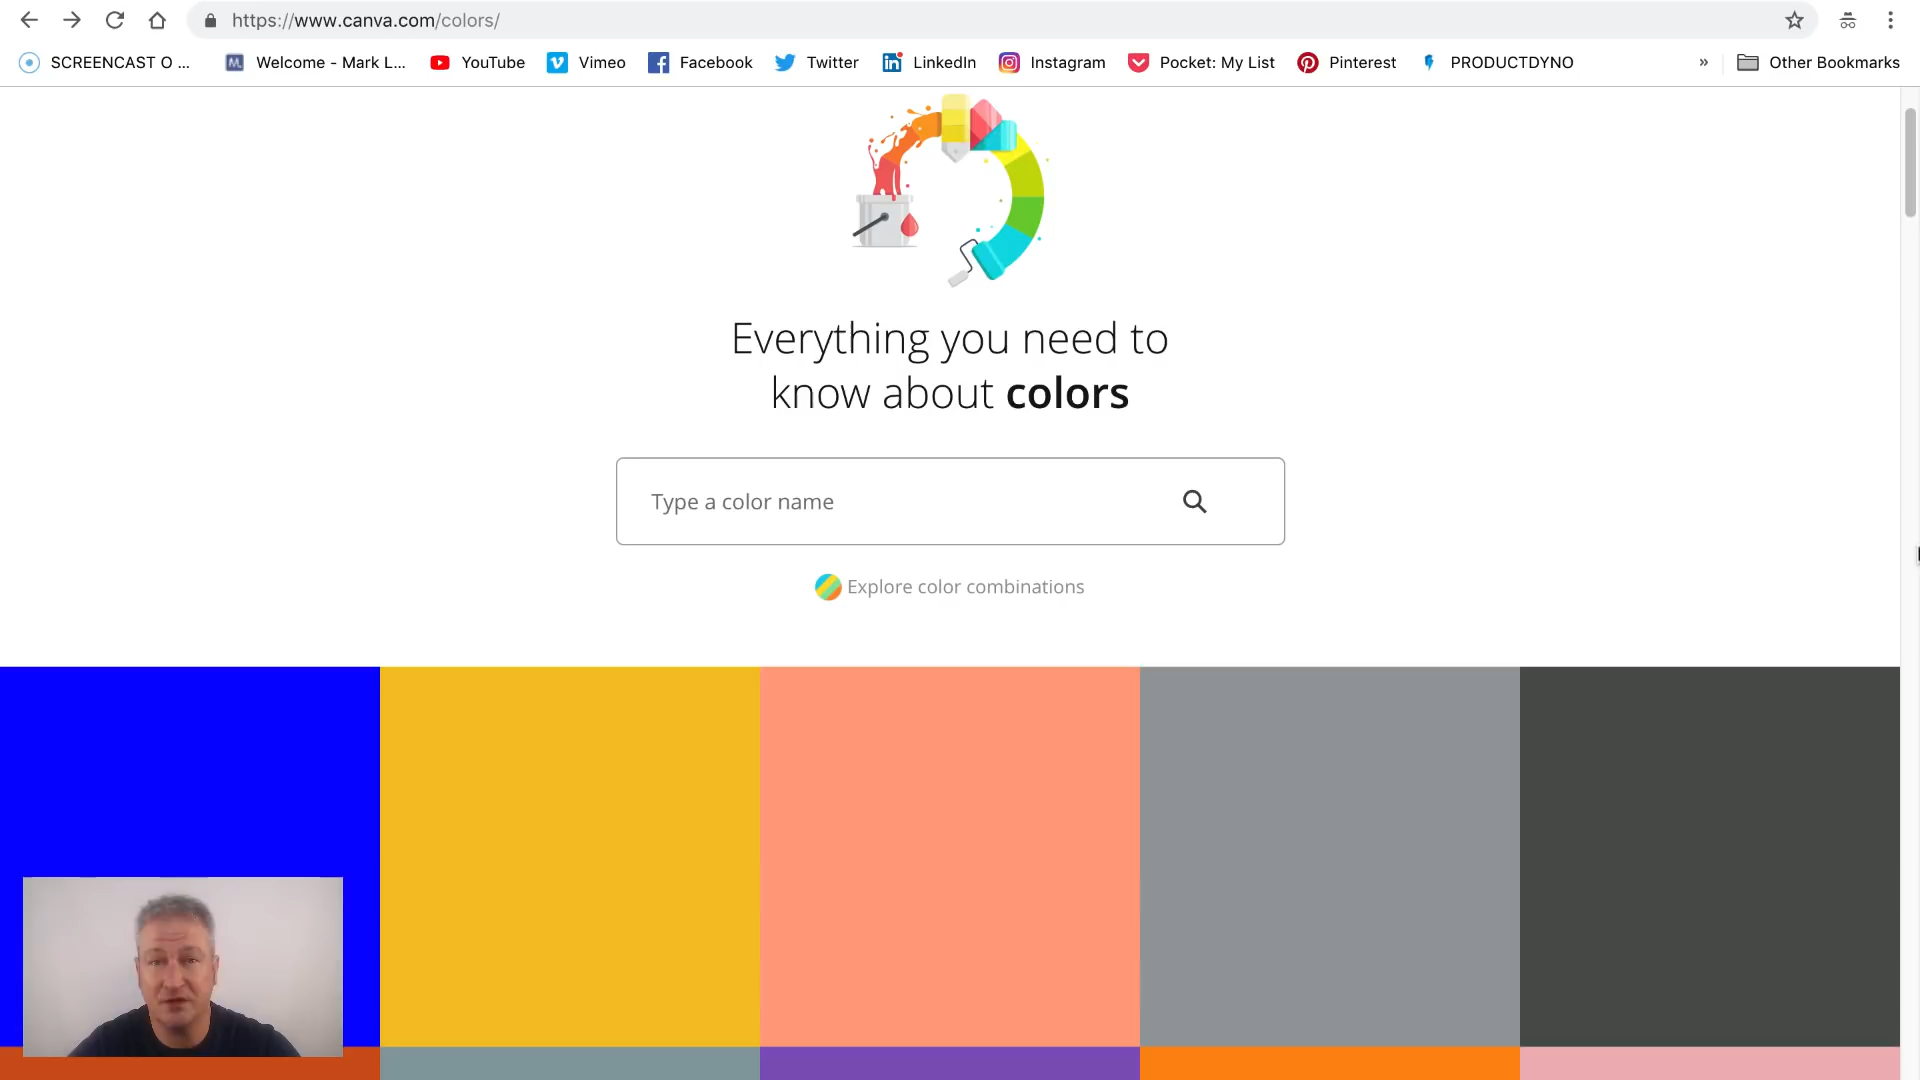 https://www.canva.com/colors/
SCREENCAST O ... Welcome - Mark L... YouTube Vimeo Facebook Twitter LinkedIn Instagram Pocket: My List Pinterest PRODUCTDYNO » Other Bookmarks
Everything you need to
know about colors
Type a color name
Explore color combinations